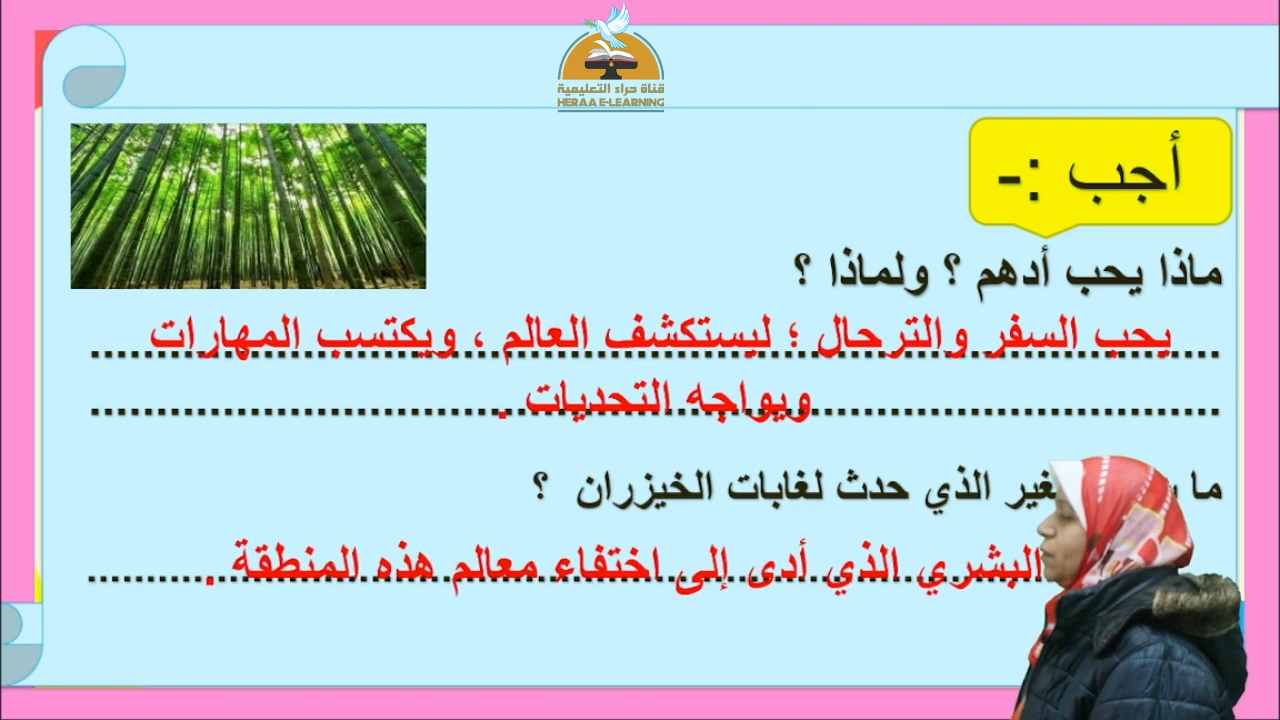 قناة حراء التعليمية
HERAA E-LEARNING
أجب :-
ماذا يحب أدهم ؟ ولماذا ؟
يحب السفر والترحال ؛ ليستكشف العالم ، ويكتسب المهارات
ويواجه التحديات .
ما الذي حدث لغابات الخيزران ؟
البشري الذي أدى إلى اختفاء معالم هذه المنطقة .